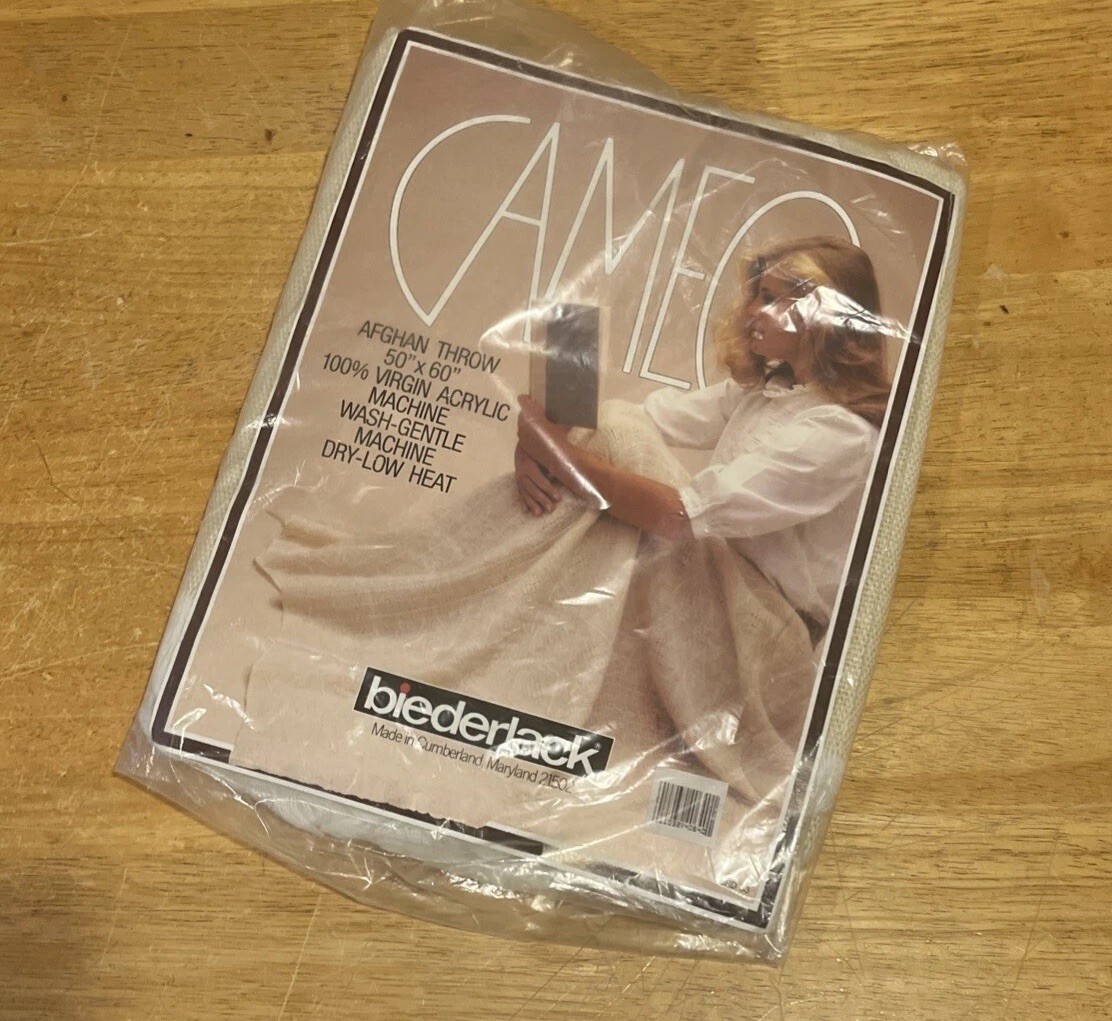 CAMEO
AFGHAN THROW
50" x 60"
100% VIRGIN ACRYLIC
MACHINE
WASH-GENTLE
MACHINE
DRY-LOW HEAT
biederlack®
Made in Cumberland, Maryland 21502